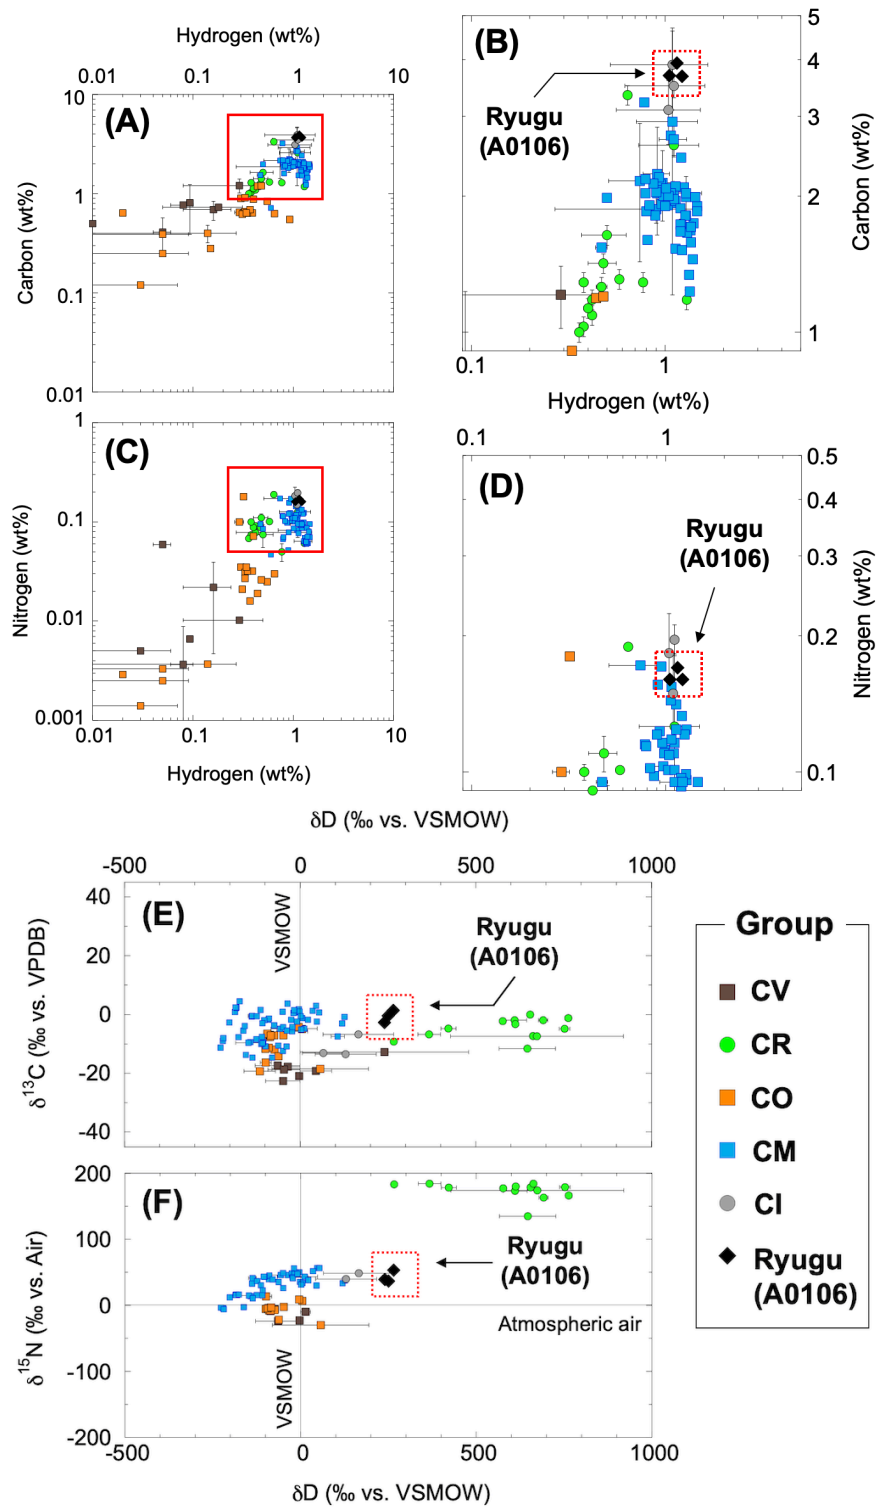 Hydrogen (wt%)
0.01 0.1 1 10
(A)
Carbon (wt%)
10
1
0.1
0.01
(B)
Ryugu
(A0106)
Carbon (wt%)
5
4
3
2
1
0.1 1
Hydrogen (wt%)
(C)
Nitrogen (wt%)
1
0.1
0.01
0.001
0.01 0.1 1 10
Hydrogen (wt%)
0.1 1
(D)
Ryugu
(A0106)
Nitrogen (wt%)
0.5
0.4
0.3
0.2
0.1
δD (‰ vs. VSMOW)
-500 0 500 1000
(E)
VSMOW
Ryugu
(A0106)
δ13C (‰ vs. VPDB)
40
20
0
-20
-40
(F)
Ryugu
(A0106)
Atmospheric air
VSMOW
δ15N (‰ vs. Air)
200
100
0
-100
-200
-500 0 500 1000
δD (‰ vs. VSMOW)
Group
CV
CR
CO
CM
CI
Ryugu
(A0106)